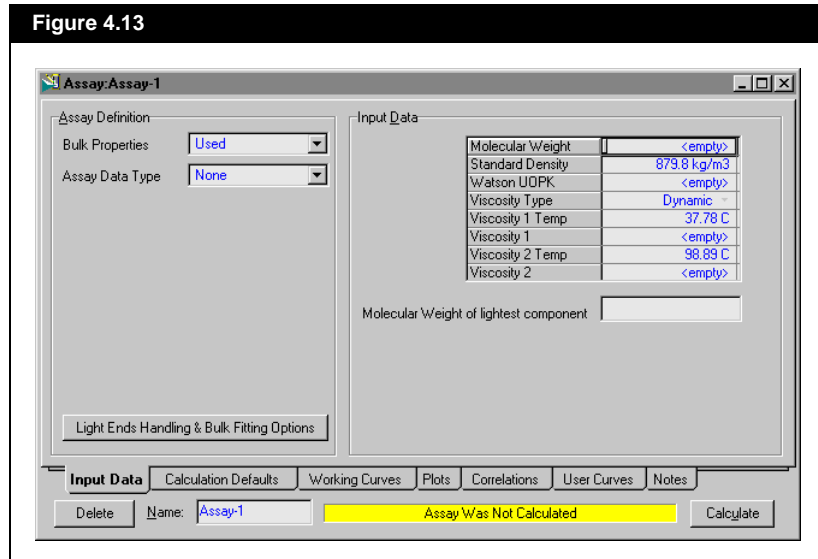 Figure 4.13
Assay:Assay-1
Assay Definition
Bulk Properties Used
Assay Data Type None
Light Ends Handling & Bulk Fitting Options
Input Data
Molecular Weight <empty>
Standard Density 879.8 kg/m3
Watson UOPK <empty>
Viscosity Type Dynamic
Viscosity 1 Temp 37.78 C
Viscosity 1 <empty>
Viscosity 2 Temp 98.89 C
Viscosity 2 <empty>
Molecular Weight of lightest component
Input Data Calculation Defaults Working Curves Plots Correlations User Curves Notes
Delete Name: Assay-1 Assay Was Not Calculated Calculate